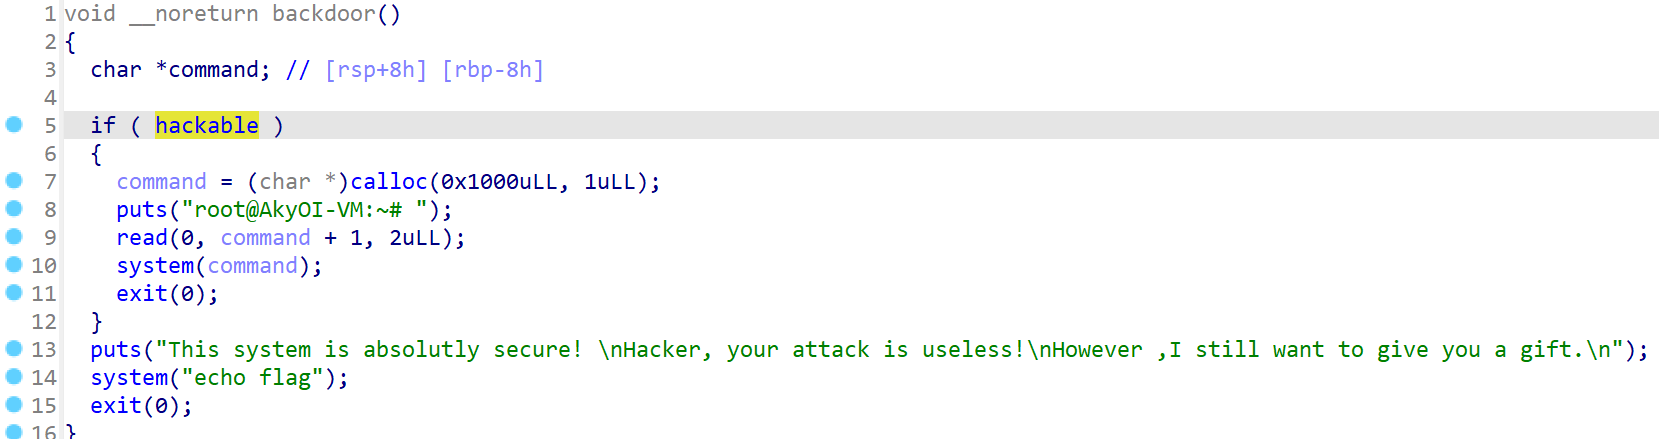 1 void __noreturn backdoor()
2 {
3   char *command; // [rsp+8h] [rbp-8h]
4
5   if ( hackable )
6   {
7     command = (char *)calloc(0x1000uLL, 1uLL);
8     puts("root@AkyOI-VM:~# ");
9     read(0, command + 1, 2uLL);
10     system(command);
11     exit(0);
12   }
13   puts("This system is absolutly secure! \nHacker, your attack is useless!\nHowever ,I still want to give you a gift.\n");
14   system("echo flag");
15   exit(0);
16 }